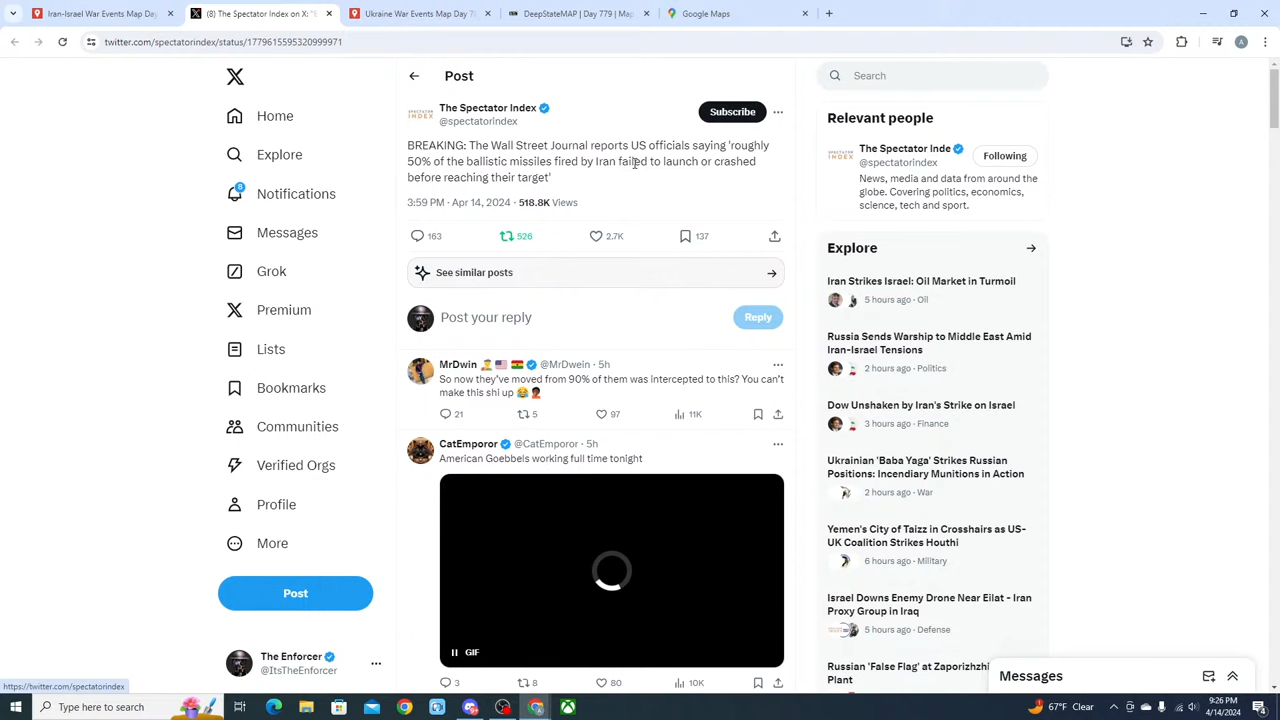 Iran-Israel War Events Map Day
(8) The Spectator Index on X: "B
Ukraine War Events Map Day 7
DeepStateMAP | Day 779 | Map
Google Maps
twitter.com/spectatorindex/status/1779615595320999971
Home
Explore
8
Notifications
Messages
Grok
Premium
Lists
Bookmarks
Communities
Verified Orgs
Profile
More
Post
The Enforcer
@ItsTheEnforcer
Post
SPECTATOR
INDEX
The Spectator Index
@spectatorindex
Subscribe
BREAKING: The Wall Street Journal reports US officials saying 'roughly
50% of the ballistic missiles fired by Iran failed to launch or crashed
before reaching their target'
3:59 PM · Apr 14, 2024 · 518.8K Views
163
526
2.7K
137
See similar posts
Post your reply
Reply
MrDwin @MrDwein · 5h
So now they've moved from 90% of them was intercepted to this? You can't
make this shi up
21
5
97
11K
CatEmporor @CatEmporor · 5h
American Goebbels working full time tonight
GIF
3
8
80
10K
Search
Relevant people
SPECTATOR
INDEX
The Spectator Inde
@spectatorindex
Following
News, media and data from around the
globe. Covering politics, economics,
science, tech and sport.
Explore
Iran Strikes Israel: Oil Market in Turmoil
5 hours ago · Oil
Russia Sends Warship to Middle East Amid
Iran-Israel Tensions
2 hours ago · Politics
Dow Unshaken by Iran's Strike on Israel
3 hours ago · Finance
Ukrainian 'Baba Yaga' Strikes Russian
Positions: Incendiary Munitions in Action
2 hours ago · War
Yemen's City of Taizz in Crosshairs as US-
UK Coalition Strikes Houthi
6 hours ago · Military
Israel Downs Enemy Drone Near Eilat - Iran
Proxy Group in Iraq
5 hours ago · Defense
Russian 'False Flag' at Zaporizhzhi
Plant
Messages
https://twitter.com/spectatorindex
Type here to search
67°F Clear
9:26 PM
4/14/2024